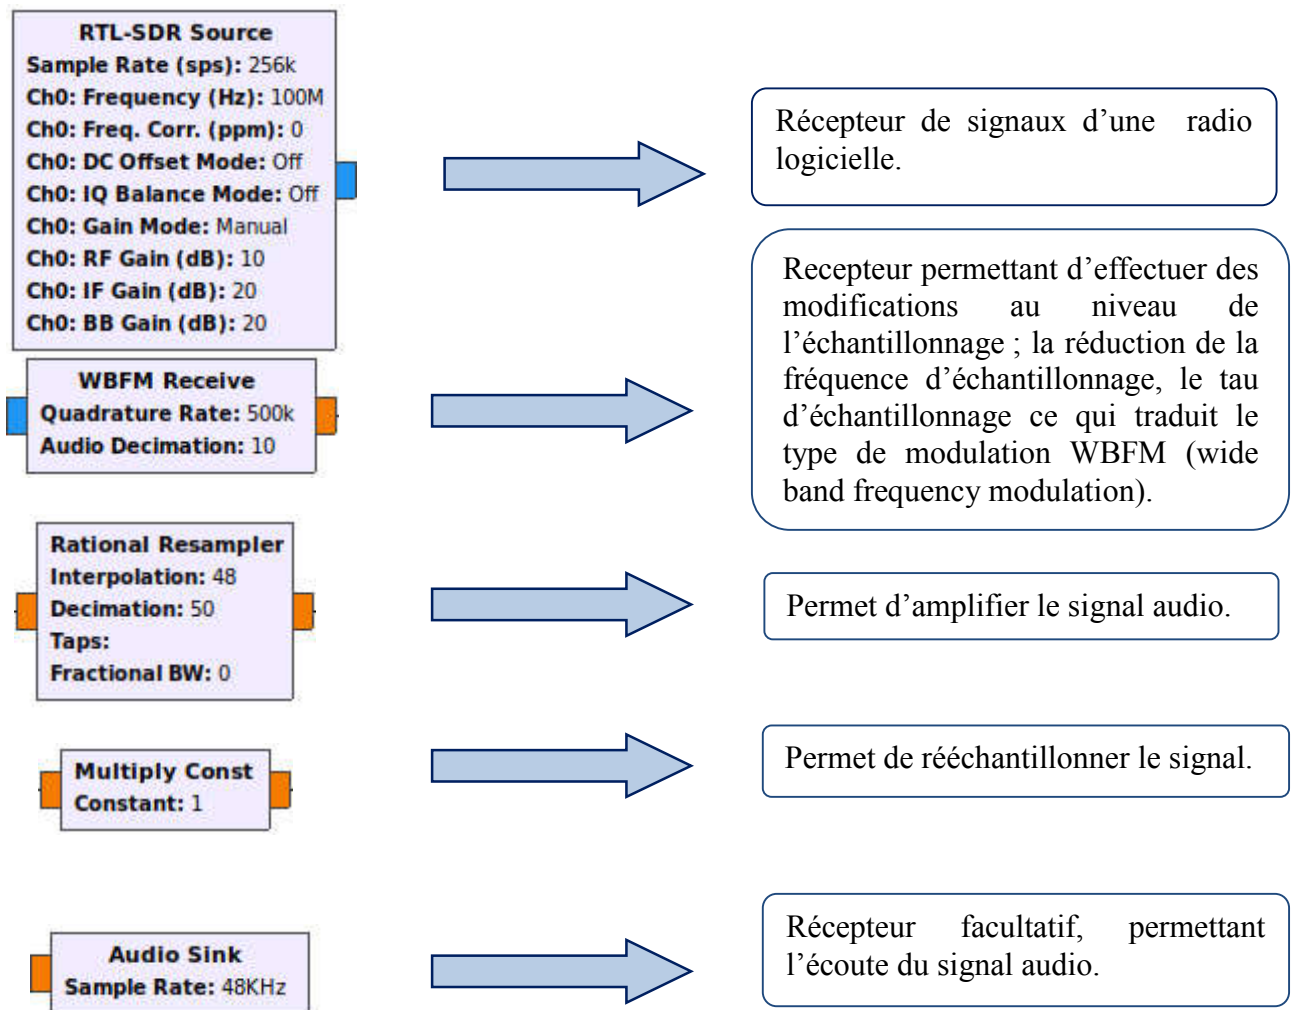 RTL-SDR Source
Sample Rate (sps): 256k
Ch0: Frequency (Hz): 100M
Ch0: Freq. Corr. (ppm): 0
Ch0: DC Offset Mode: Off
Ch0: IQ Balance Mode: Off
Ch0: Gain Mode: Manual
Ch0: RF Gain (dB): 10
Ch0: IF Gain (dB): 20
Ch0: BB Gain (dB): 20
Récepteur de signaux d’une radio
logicielle.
WBFM Receive
Quadrature Rate: 500k
Audio Decimation: 10
Recepteur permettant d’effectuer des
modifications au niveau de
l’échantillonnage ; la réduction de la
fréquence d’échantillonnage, le tau
d’échantillonnage ce qui traduit le
type de modulation WBFM (wide
band frequency modulation).
Rational Resampler
Interpolation: 48
Decimation: 50
Taps:
Fractional BW: 0
Permet d’amplifier le signal audio.
Multiply Const
Constant: 1
Permet de rééchantillonner le signal.
Audio Sink
Sample Rate: 48KHz
Récepteur facultatif, permettant
l’écoute du signal audio.